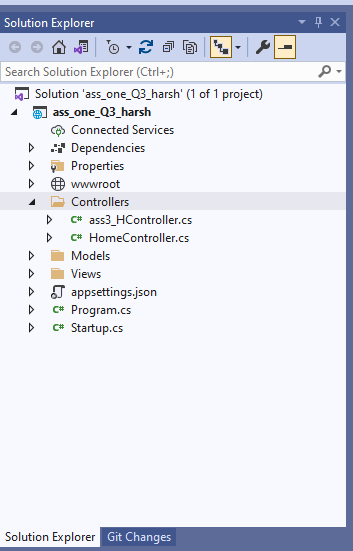 Solution Explorer
Search Solution Explorer (Ctrl+;)
Solution 'ass_one_Q3_harsh' (1 of 1 project)
ass_one_Q3_harsh
Connected Services
Dependencies
Properties
wwwroot
Controllers
C# ass3_HController.cs
C# HomeController.cs
Models
Views
appsettings.json
C# Program.cs
C# Startup.cs
Solution Explorer Git Changes